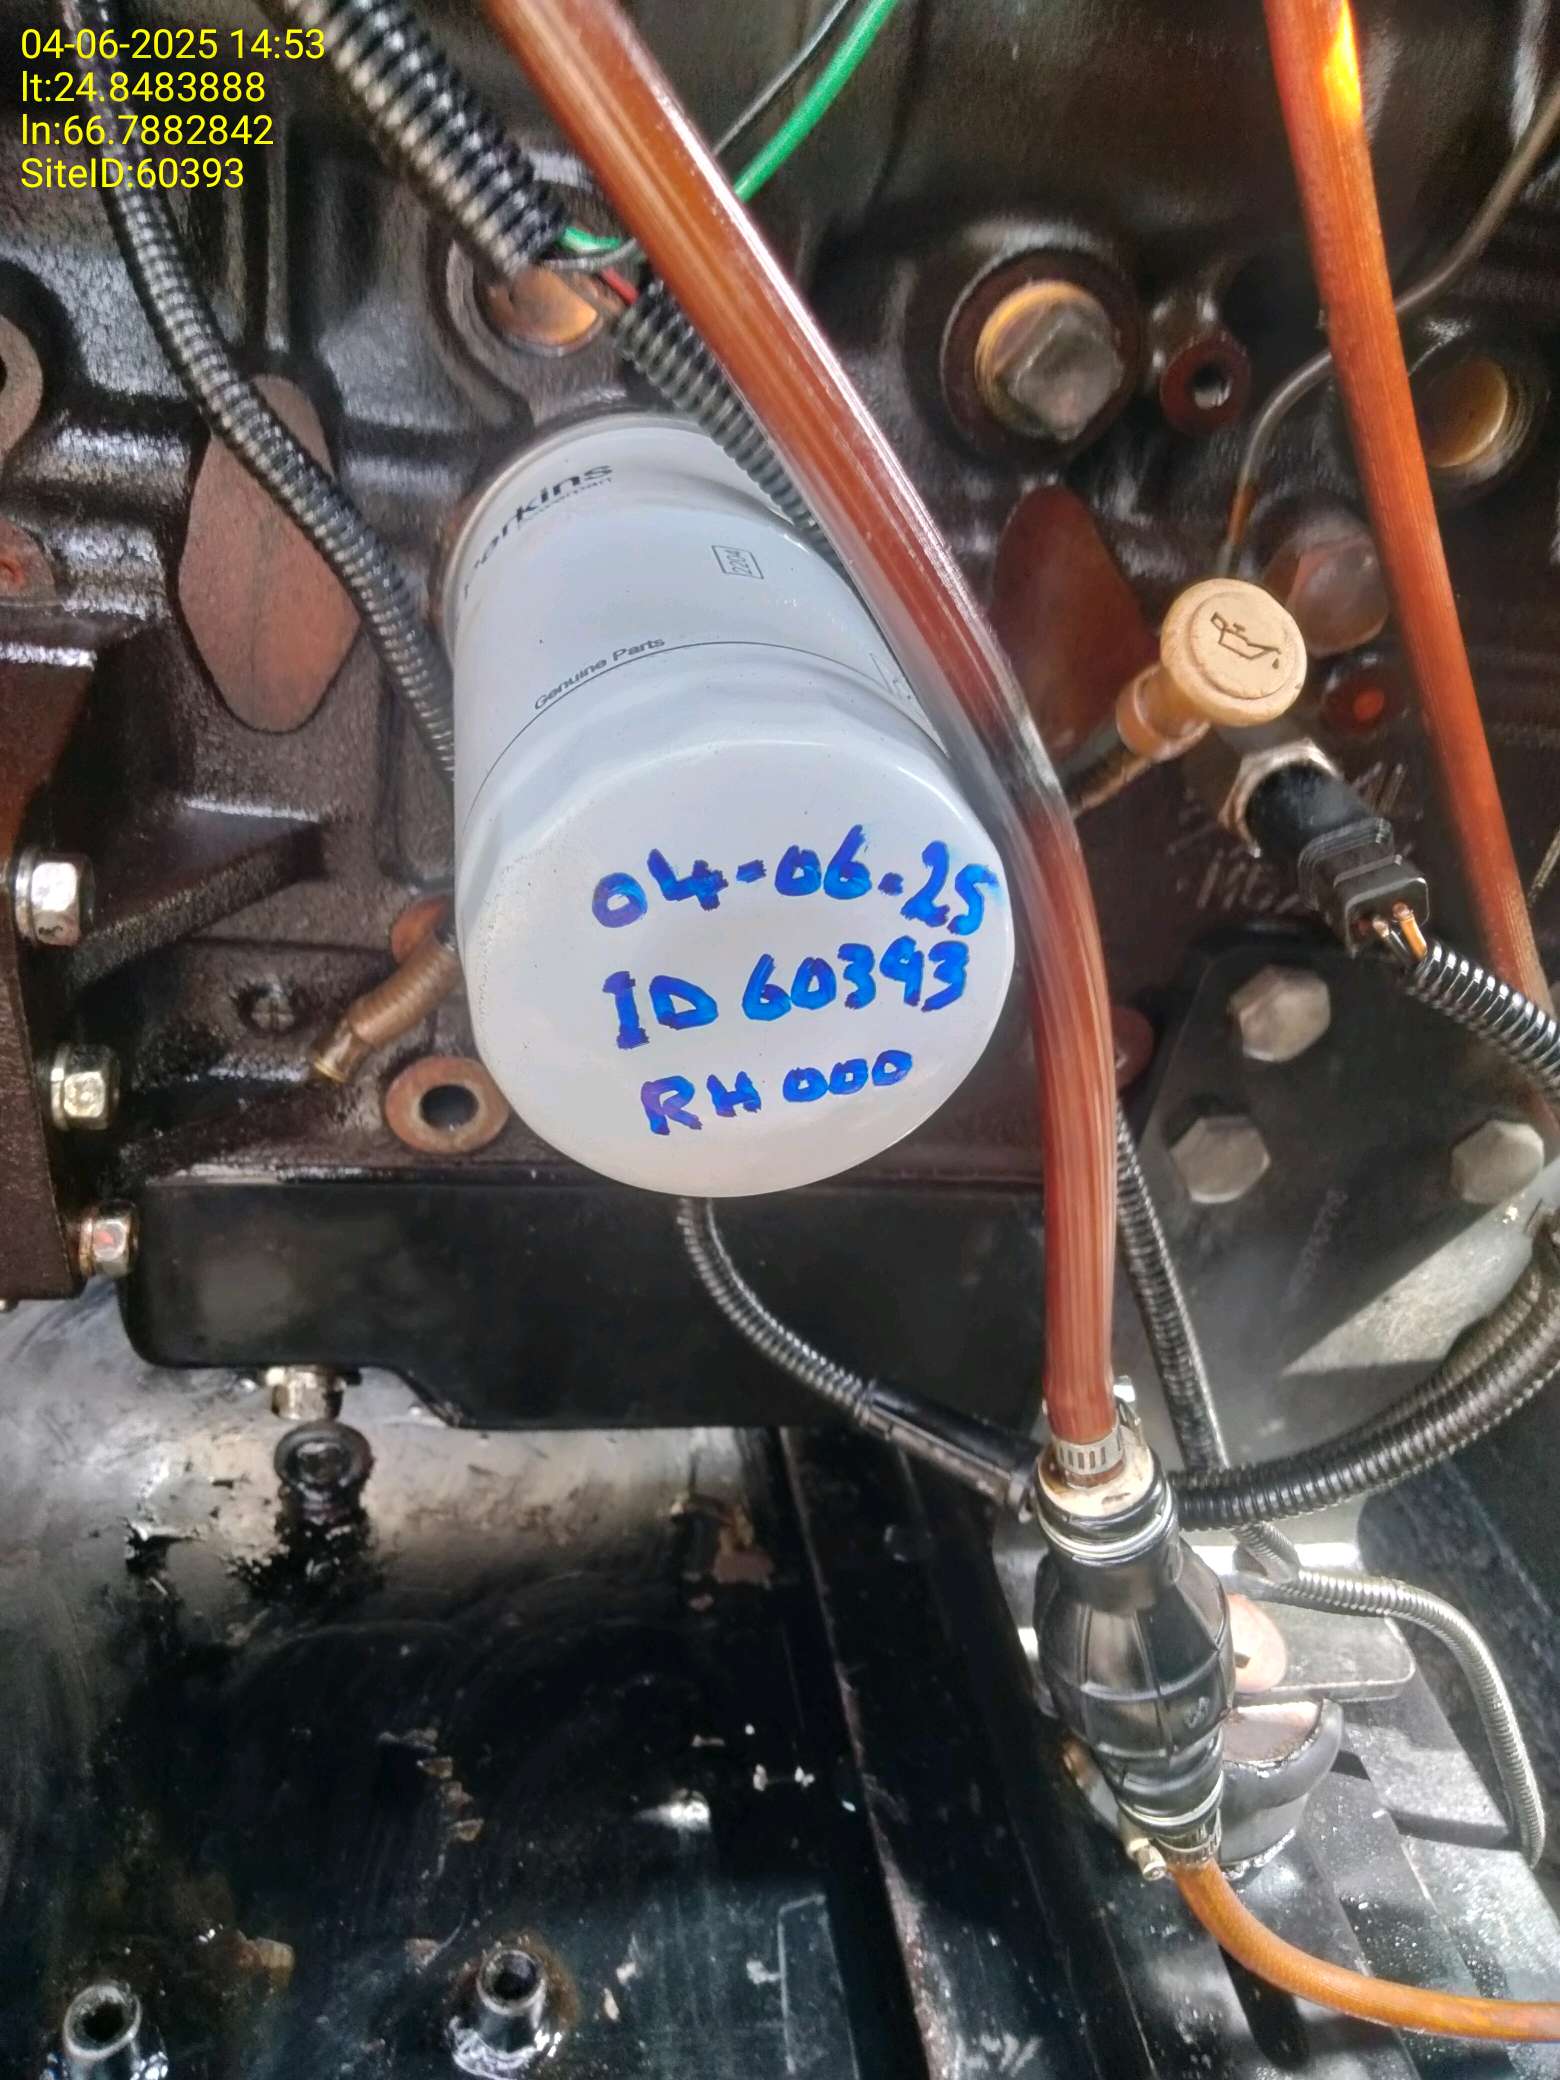 04-06-2025 14:53
lt:24.8483888
ln:66.7882842
SiteID:60393
Perkins
2204
Genuine Parts
04-06-25
ID 60393
RH 000